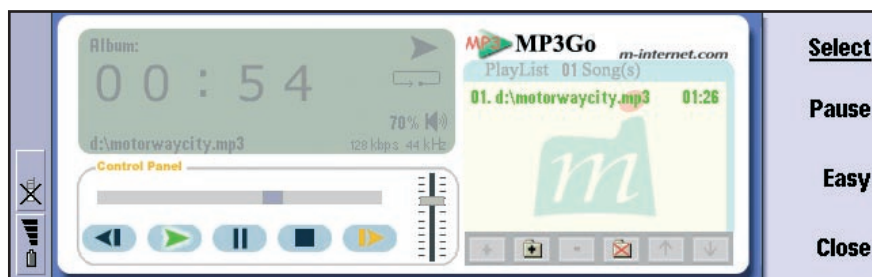 Album:
00:54
70%
d:\motorwaycity.mp3 128 kbps 44 kHz
Control Panel
MP3 MP3Go
m-internet.com
PlayList 01 Song(s)
01. d:\motorwaycity.mp3 01:26
m
Select
Pause
Easy
Close